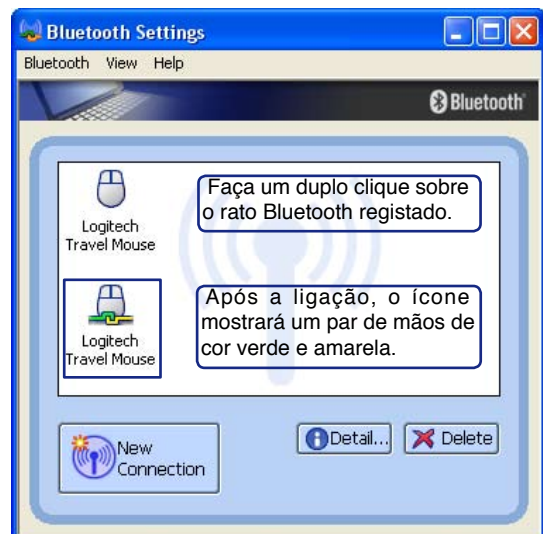 Bluetooth Settings
Bluetooth View Help
Bluetooth
Logitech
Travel Mouse
Faça um duplo clique sobre
o rato Bluetooth registado.
Logitech
Travel Mouse
Após a ligação, o ícone
mostrará um par de mãos de
cor verde e amarela.
New
Connection
Detail...
Delete